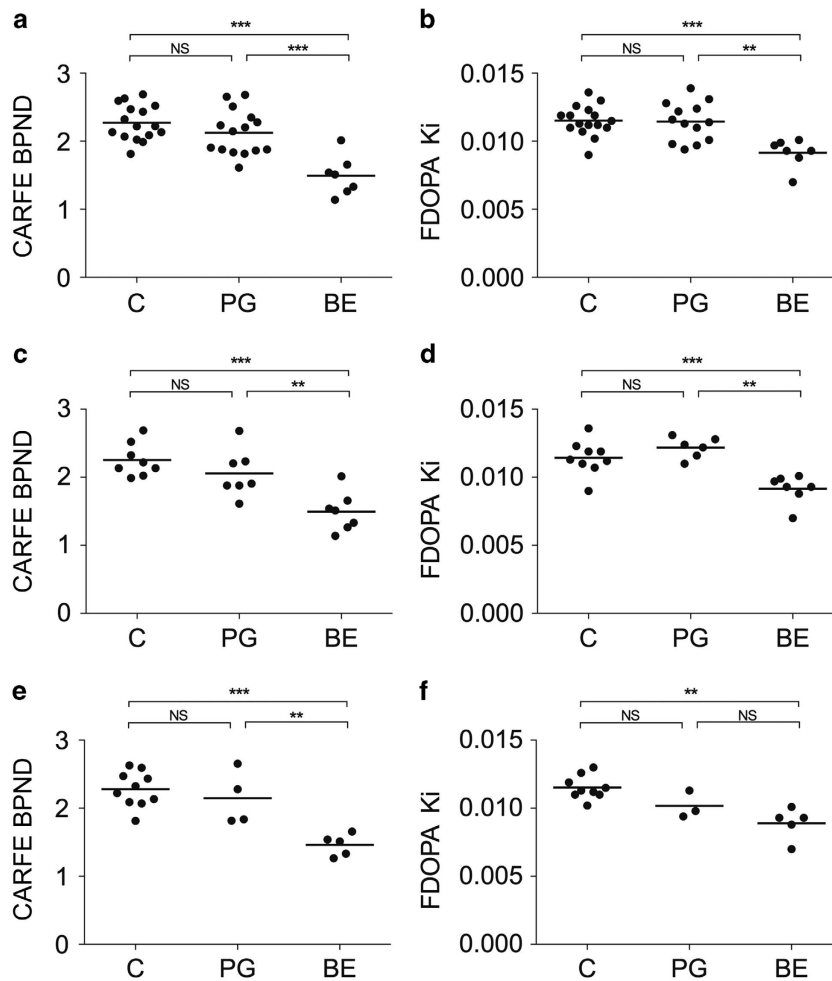 a
***
NS ***
CARFE BPND
3
2
1
0
C PG BE
b
***
NS **
FDOPA Ki
0.015
0.010
0.005
0.000
C PG BE
c
***
NS **
CARFE BPND
3
2
1
0
C PG BE
d
***
NS **
FDOPA Ki
0.015
0.010
0.005
0.000
C PG BE
e
***
NS **
CARFE BPND
3
2
1
0
C PG BE
f
**
NS NS
FDOPA Ki
0.015
0.010
0.005
0.000
C PG BE